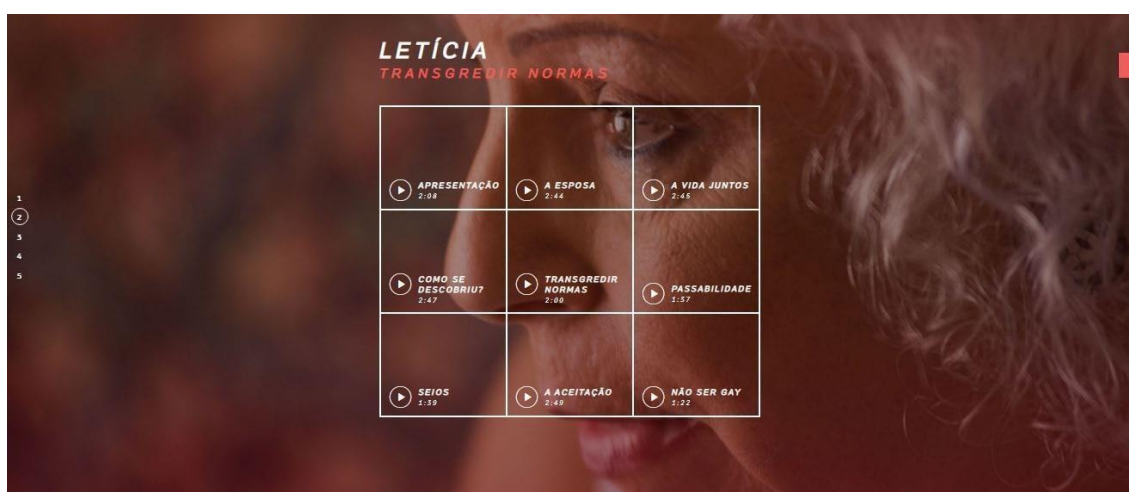 LETÍCIA
TRANSGREDIR NORMAS
1
2
3
4
5
APRESENTAÇÃO
2:08
A ESPOSA
2:44
A VIDA JUNTOS
2:45
COMO SE
DESCOBRIU?
2:47
TRANSGREDIR
NORMAS
2:00
PASSABILIDADE
1:57
SEIOS
1:59
A ACEITAÇÃO
2:49
NÃO SER GAY
1:22